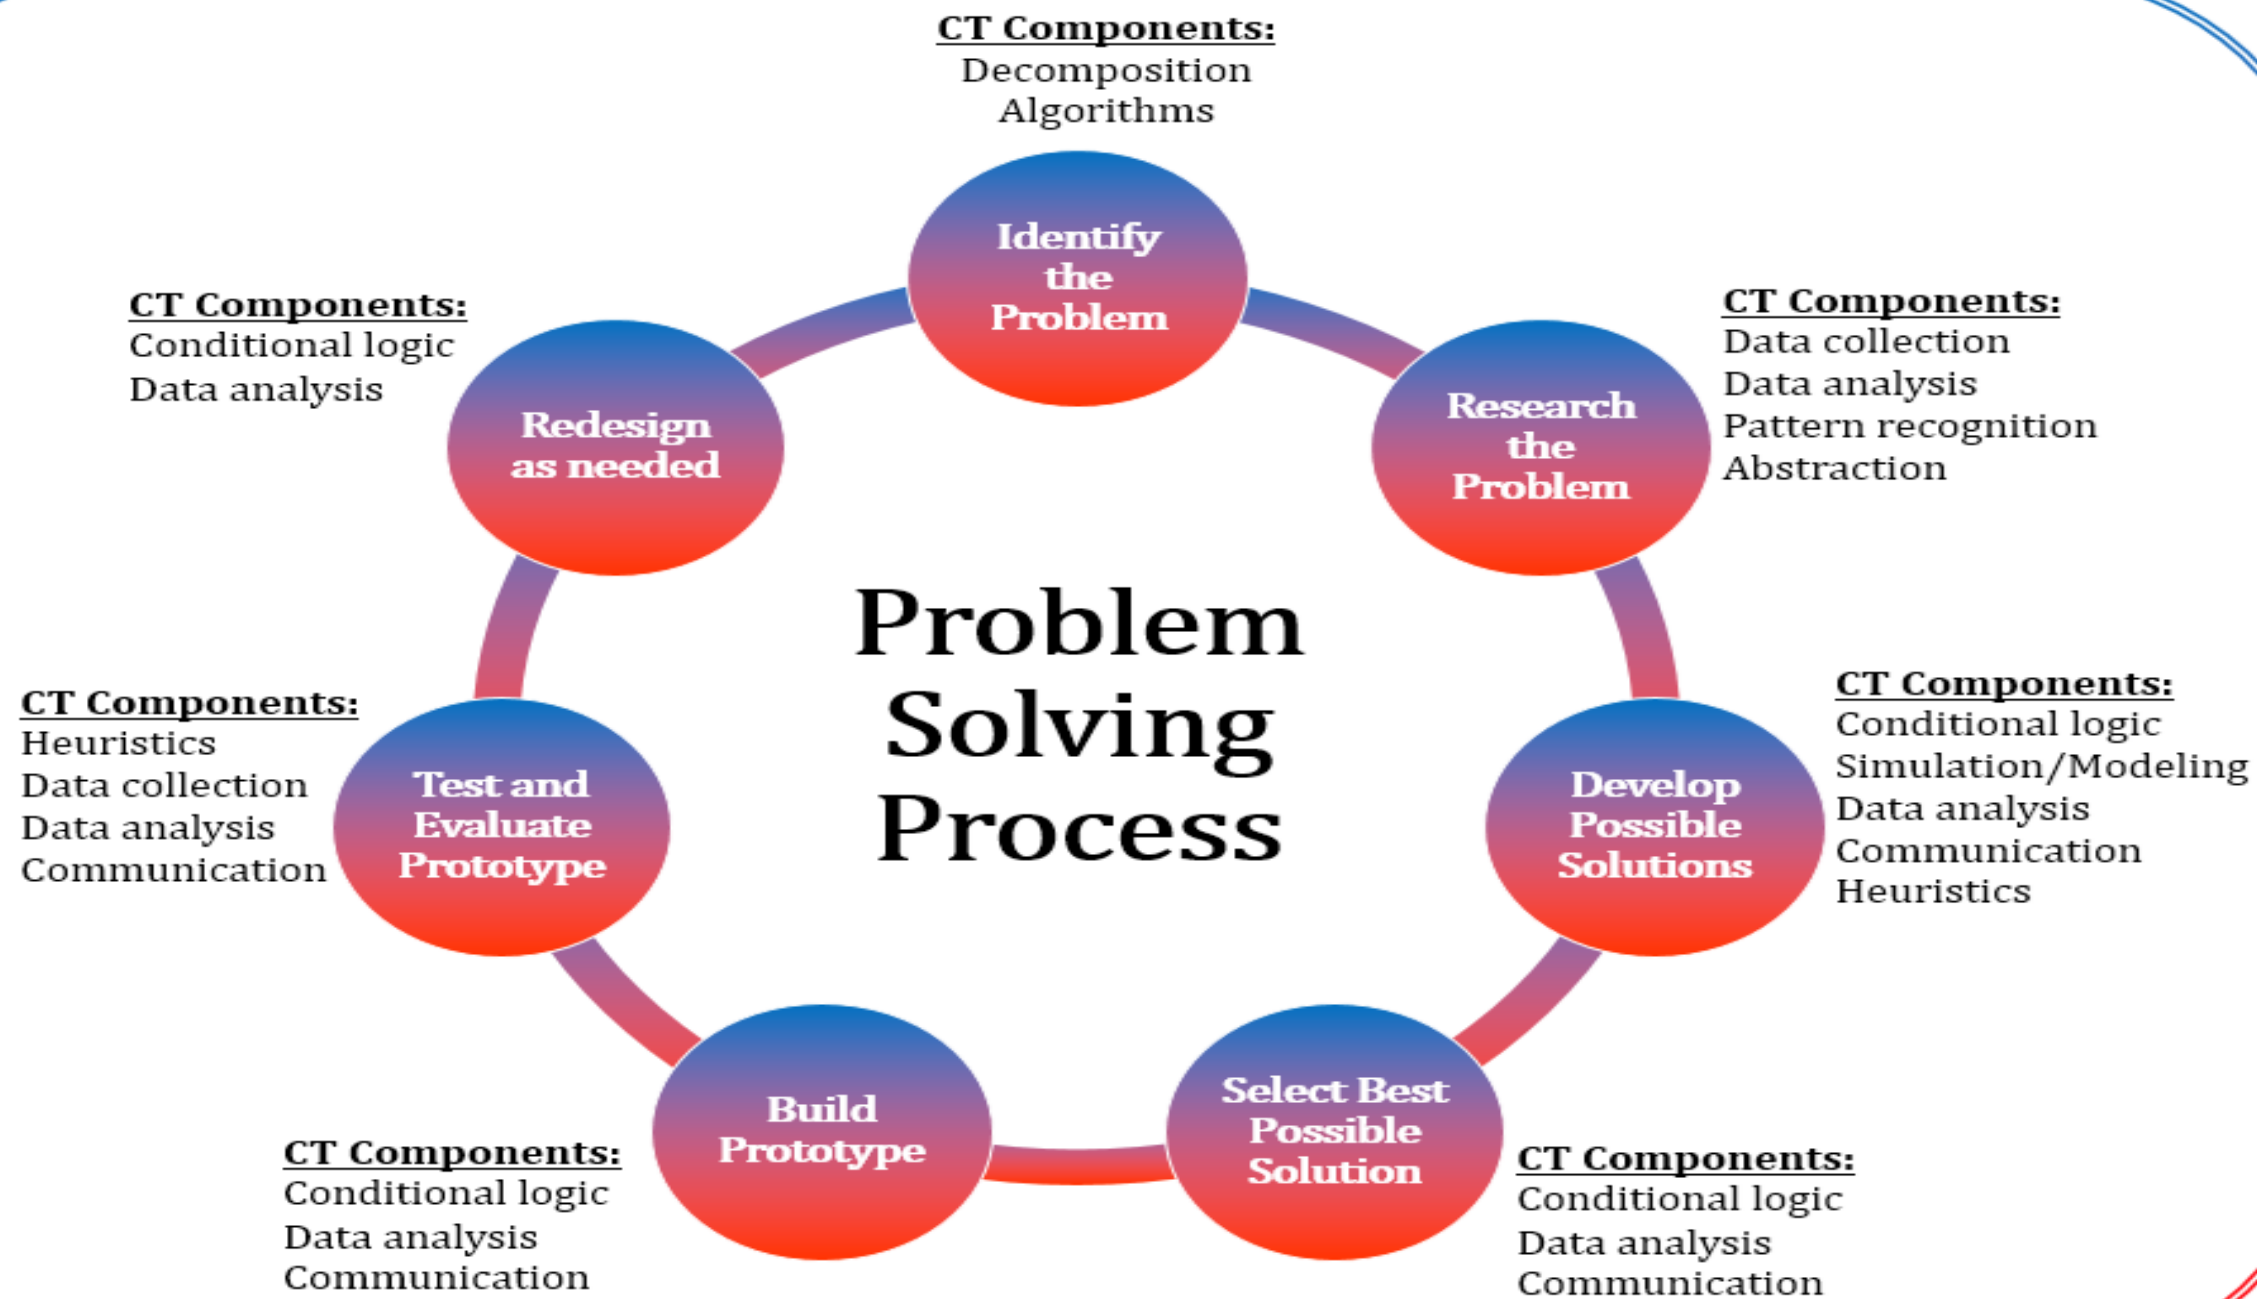 CT Components:
Decomposition
Algorithms
Identify
the
Problem
CT Components:
Data collection
Data analysis
Pattern recognition
Abstraction
Research
the
Problem
CT Components:
Conditional logic
Simulation/Modeling
Data analysis
Communication
Heuristics
Develop
Possible
Solutions
CT Components:
Conditional logic
Data analysis
Communication
Select Best
Possible
Solution
CT Components:
Conditional logic
Data analysis
Communication
Build
Prototype
CT Components:
Heuristics
Data collection
Data analysis
Communication
Test and
Evaluate
Prototype
CT Components:
Conditional logic
Data analysis
Redesign
as needed
Problem
Solving
Process